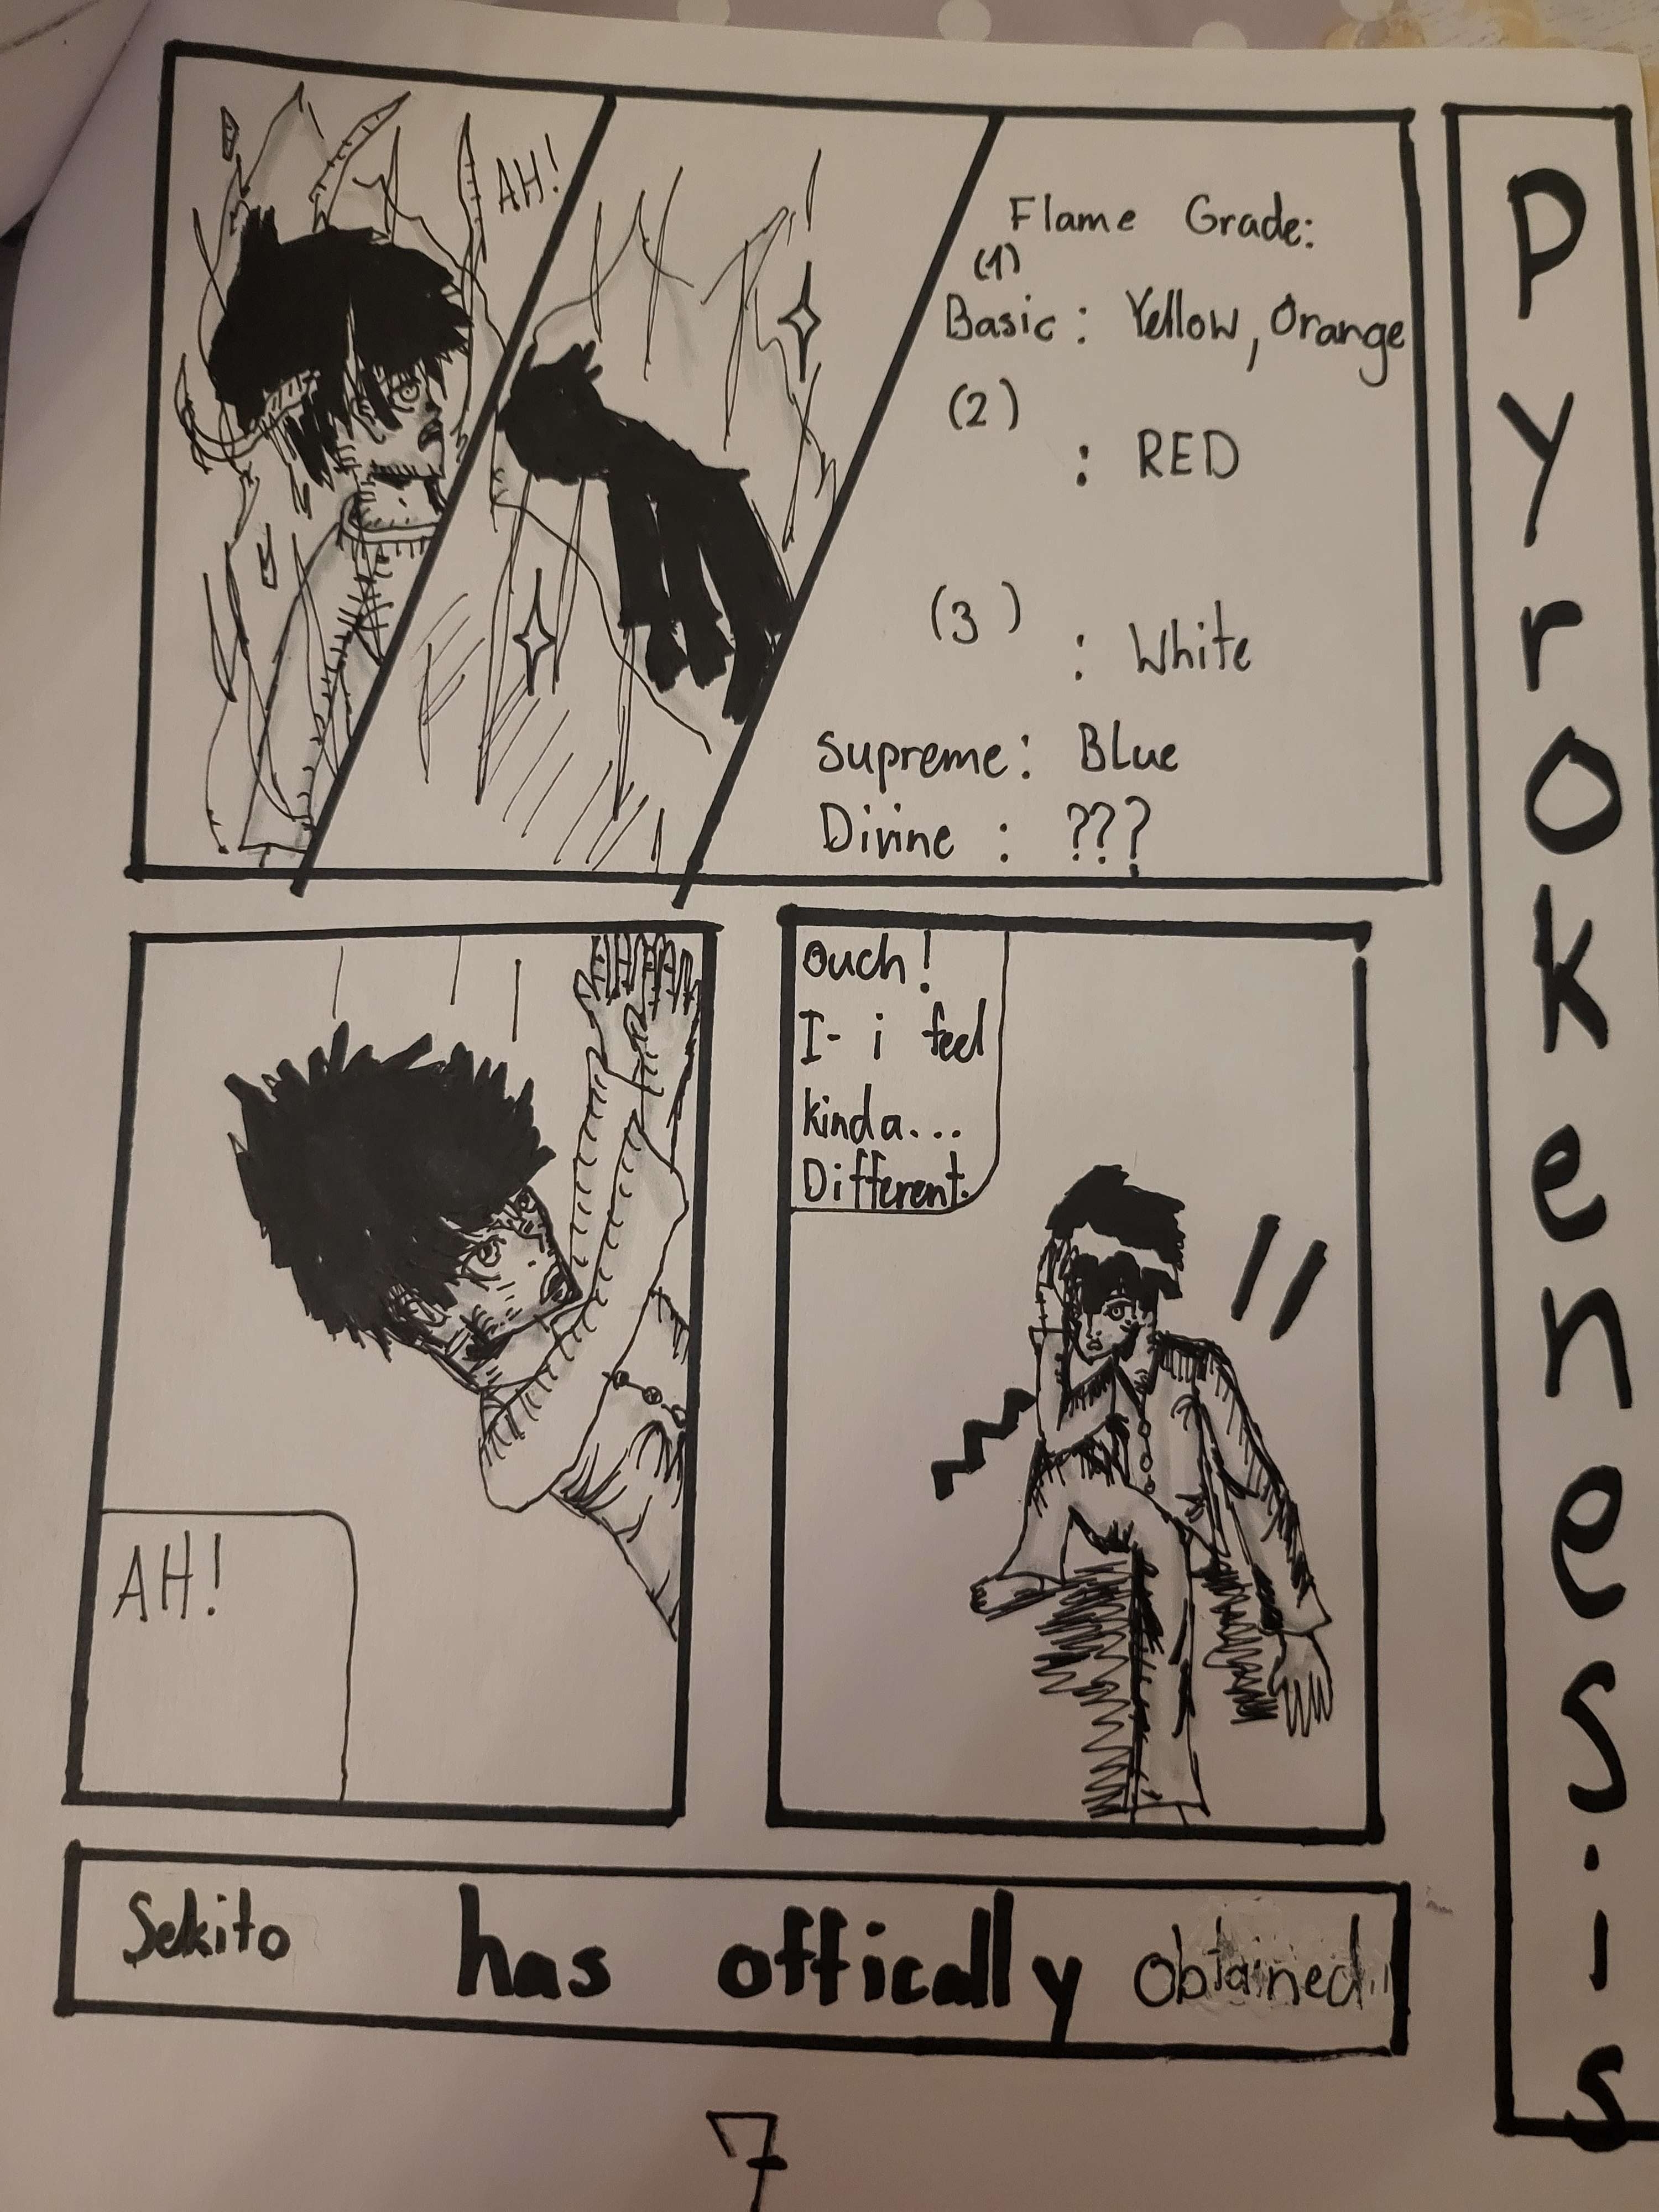 AH!
Flame Grade:
(1)
Basic: Yellow, Orange
(2)
: RED
(3)
: White
Supreme: Blue
Divine : ???
AH!
Ouch!
I- i feel
kinda...
Different.
Sekito has offically obtained..
Pyrokenesis
7